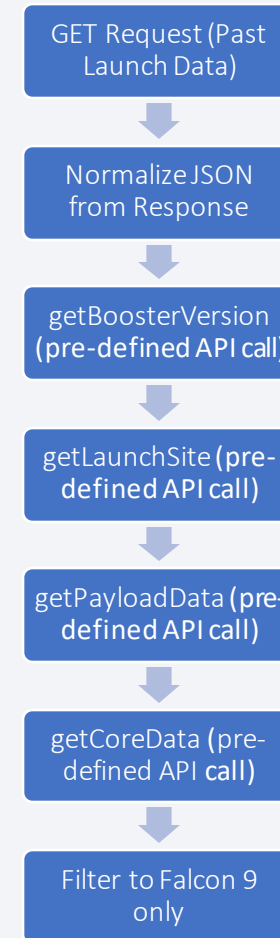 GET Request (Past
Launch Data)
Normalize JSON
from Response
getBoosterVersion
(pre-defined API call)
getLaunchSite (pre-
defined API call)
getPayloadData (pre-
defined API call)
getCoreData (pre-
defined API call)
Filter to Falcon 9
only